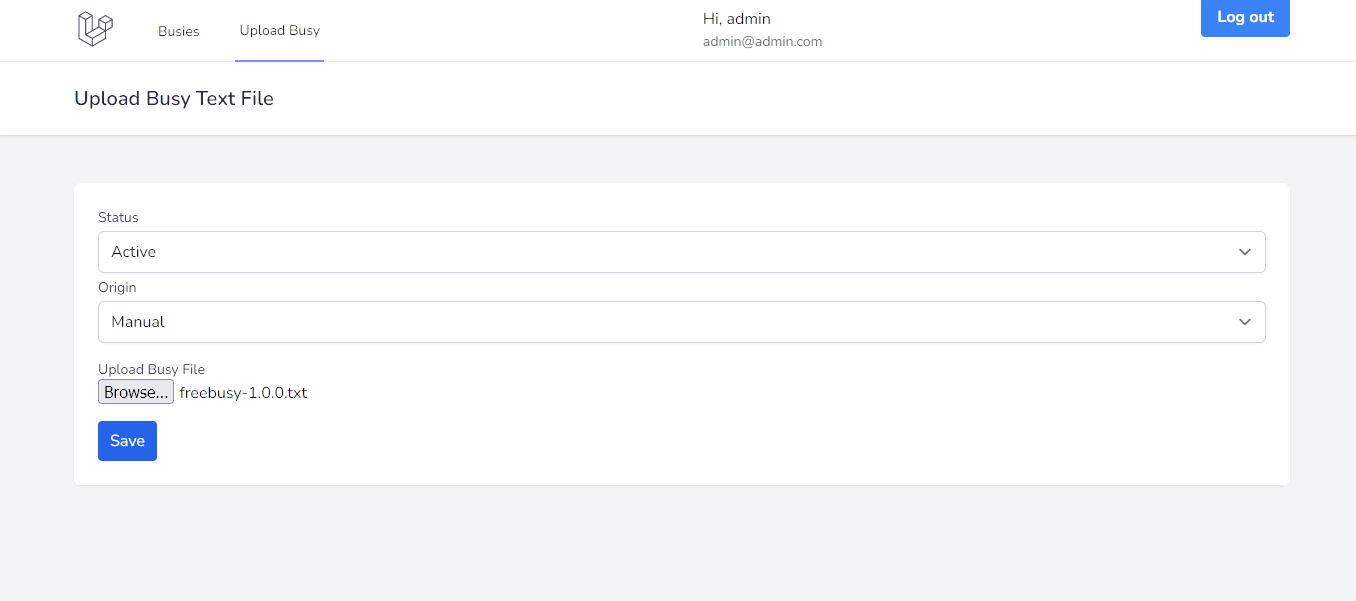 Busies
Upload Busy
Hi, admin
admin@admin.com
Log out
Upload Busy Text File
Status
Active
Origin
Manual
Upload Busy File
Browse... freebusy-1.0.0.txt
Save